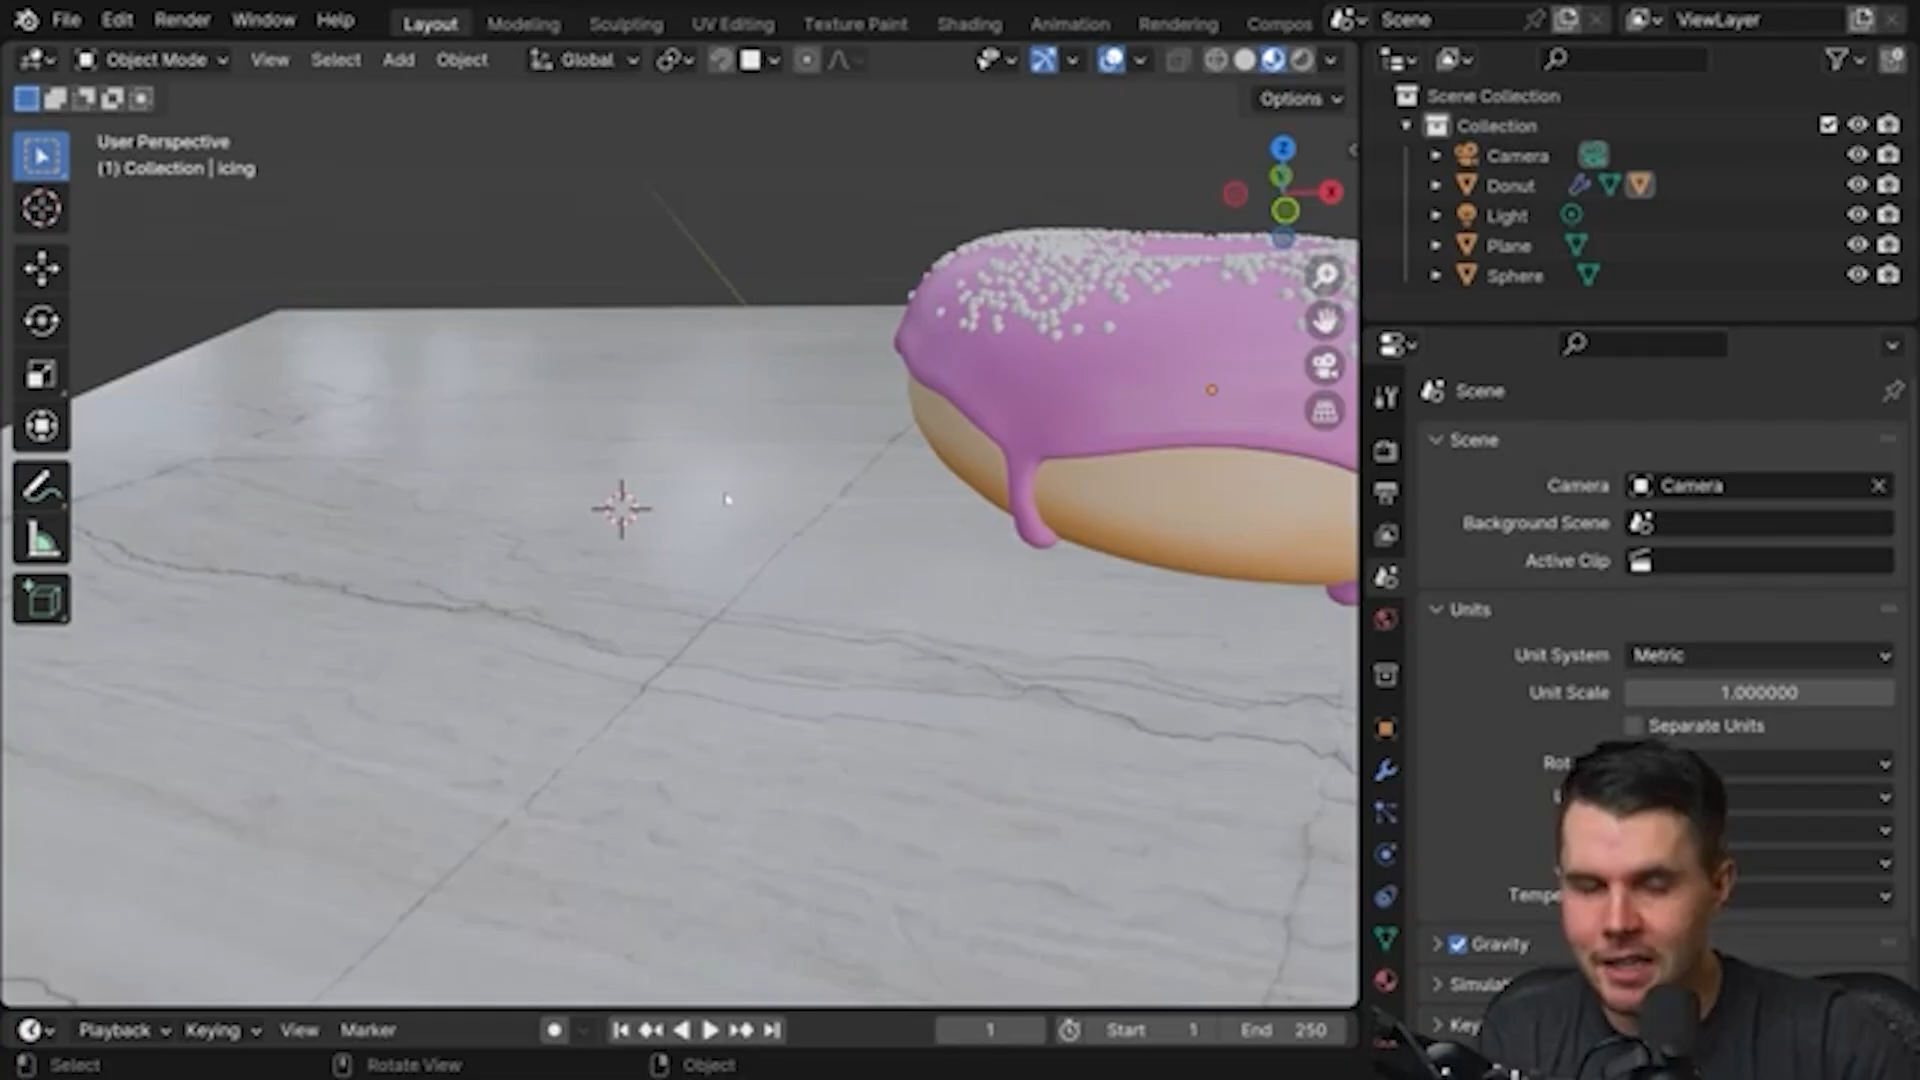 File Edit Render Window Help Layout Modeling Sculpting UV Editing Texture Paint Shading Animation Rendering Compos Scene ViewLayer
Object Mode View Select Add Object Global
Options
User Perspective
(1) Collection | icing
Z
Y
X
Scene Collection
Collection
Camera
Donut
Light
Plane
Sphere
Scene
Scene
Camera Camera
Background Scene
Active Clip
Units
Unit System Metric
Unit Scale 1.000000
Separate Units
Rot
Tempe
Gravity
Simulat
Key
Playback Keying View Marker 1 Start 1 End 250
Select Rotate View Object